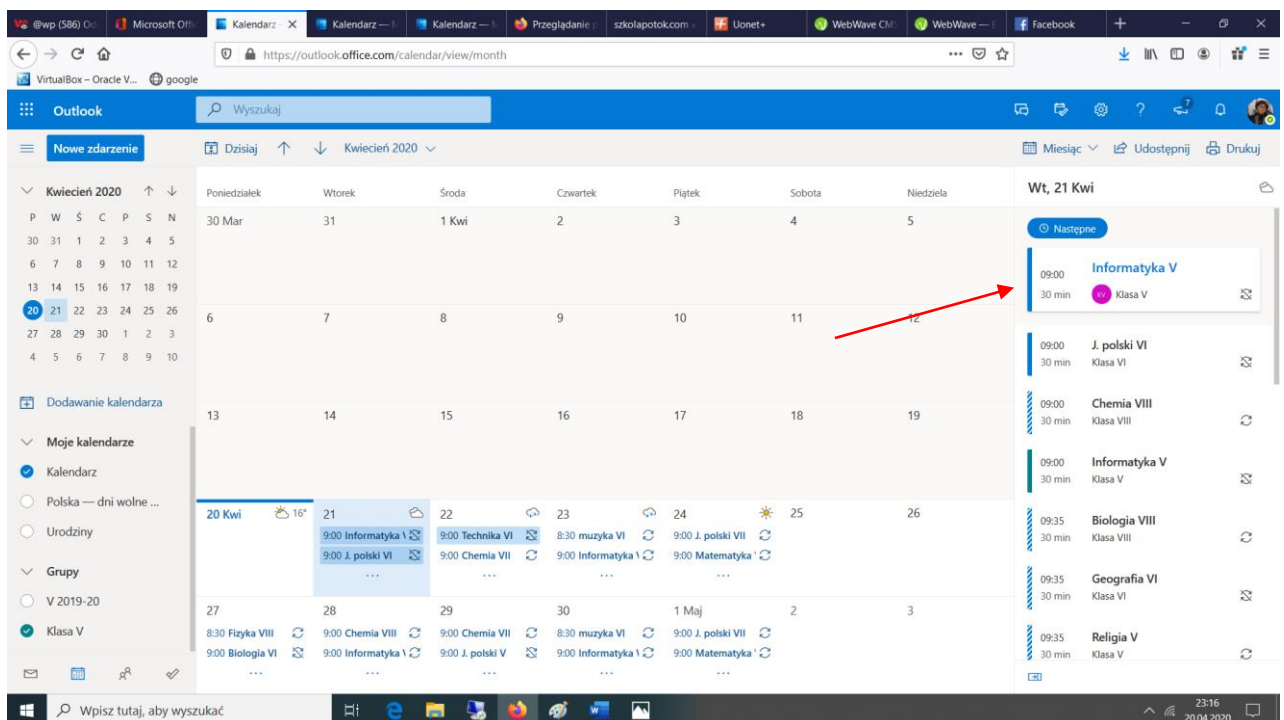 @wp (586) Od
Microsoft Offi
Kalendarz -
Kalendarz —
Kalendarz —
Przeglądanie p
szkolapotok.com
Uonet+
WebWave CM
WebWave —
Facebook
https://outlook.office.com/calendar/view/month
VirtualBox – Oracle V...
google
Outlook
Wyszukaj
?
7
Nowe zdarzenie
Dzisiaj
Kwiecień 2020
Miesiąc
Udostępnij
Drukuj
Kwiecień 2020
P W Ś C P S N
30 31 1 2 3 4 5
6 7 8 9 10 11 12
13 14 15 16 17 18 19
20 21 22 23 24 25 26
27 28 29 30 1 2 3
4 5 6 7 8 9 10
Dodawanie kalendarza
Moje kalendarze
Kalendarz
Polska — dni wolne ...
Urodziny
Grupy
V 2019-20
Klasa V
Poniedziałek Wtorek Środa Czwartek Piątek Sobota Niedziela
30 Mar 31 1 Kwi 2 3 4 5
6 7 8 9 10 11 12
13 14 15 16 17 18 19
20 Kwi 16° 21 22 23 24 25 26
9:00 Informatyka V 9:00 Technika VI 8:30 muzyka VI 9:00 J. polski VII
9:00 J. polski VI 9:00 Chemia VII 9:00 Informatyka V 9:00 Matematyka
... ... ... ...
27 28 29 30 1 Maj 2 3
8:30 Fizyka VIII 9:00 Chemia VIII 9:00 Chemia VII 8:30 muzyka VI 9:00 J. polski VII
9:00 Biologia VI 9:00 Informatyka V 9:00 J. polski V 9:00 Informatyka V 9:00 Matematyka
... ... ... ... ...
Wt, 21 Kwi
Następne
09:00 Informatyka V
30 min KV Klasa V
09:00 J. polski VI
30 min Klasa VI
09:00 Chemia VIII
30 min Klasa VIII
09:00 Informatyka V
30 min Klasa V
09:35 Biologia VIII
30 min Klasa VIII
09:35 Geografia VI
30 min Klasa VI
09:35 Religia V
30 min Klasa V
Wpisz tutaj, aby wyszukać
23:16
20.04.2020